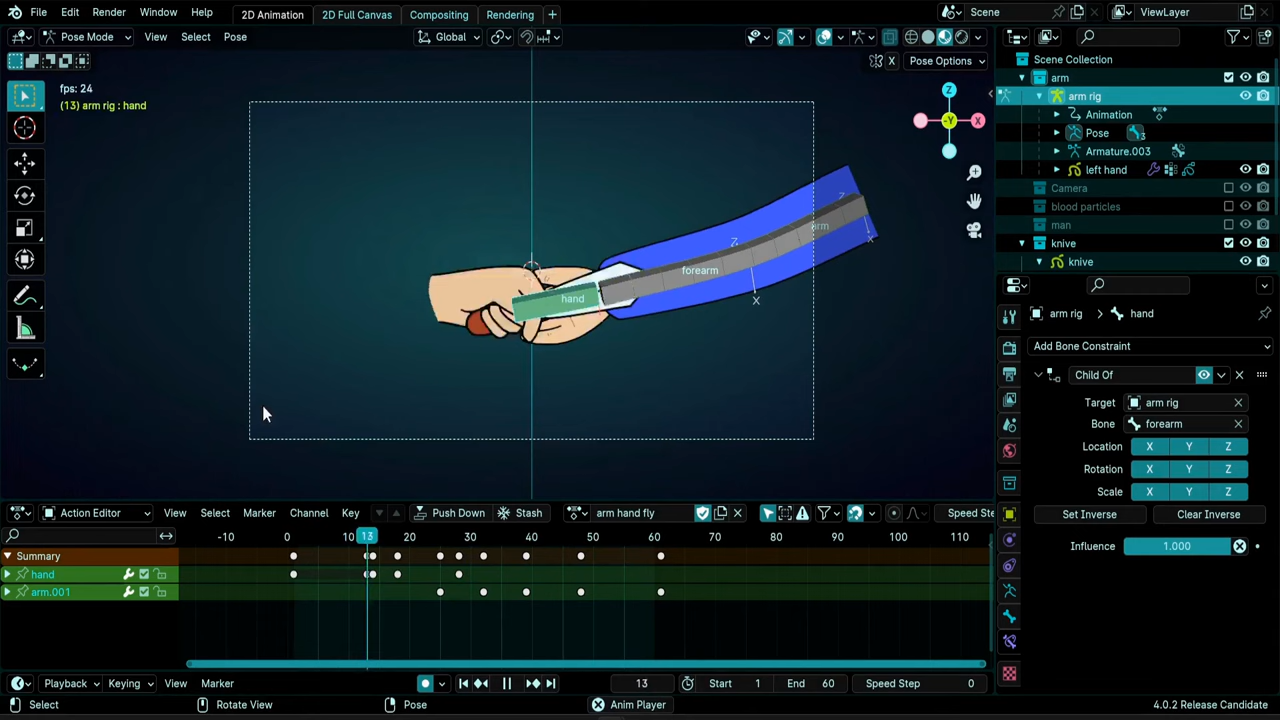 File Edit Render Window Help 2D Animation 2D Full Canvas Compositing Rendering + Scene ViewLayer
Pose Mode View Select Pose Global
X Pose Options
fps: 24
(13) arm rig : hand
Z
X
-Y
Z
arm
X
Z
forearm
X
hand
Scene Collection
arm
arm rig
Animation
Pose 3
Armature.003
left hand
Camera
blood particles
man
knive
knive
arm rig > hand
Add Bone Constraint
Child Of
Target arm rig
Bone forearm
Location X Y Z
Rotation X Y Z
Scale X Y Z
Set Inverse Clear Inverse
Influence 1.000
Action Editor View Select Marker Channel Key Push Down Stash arm hand fly Speed Ste
-10 0 10 13 20 30 40 50 60 70 80 90 100 110
Summary
hand
arm.001
Playback Keying View Marker 13 Start 1 End 60 Speed Step 0
Select Rotate View Pose Anim Player 4.0.2 Release Candidate